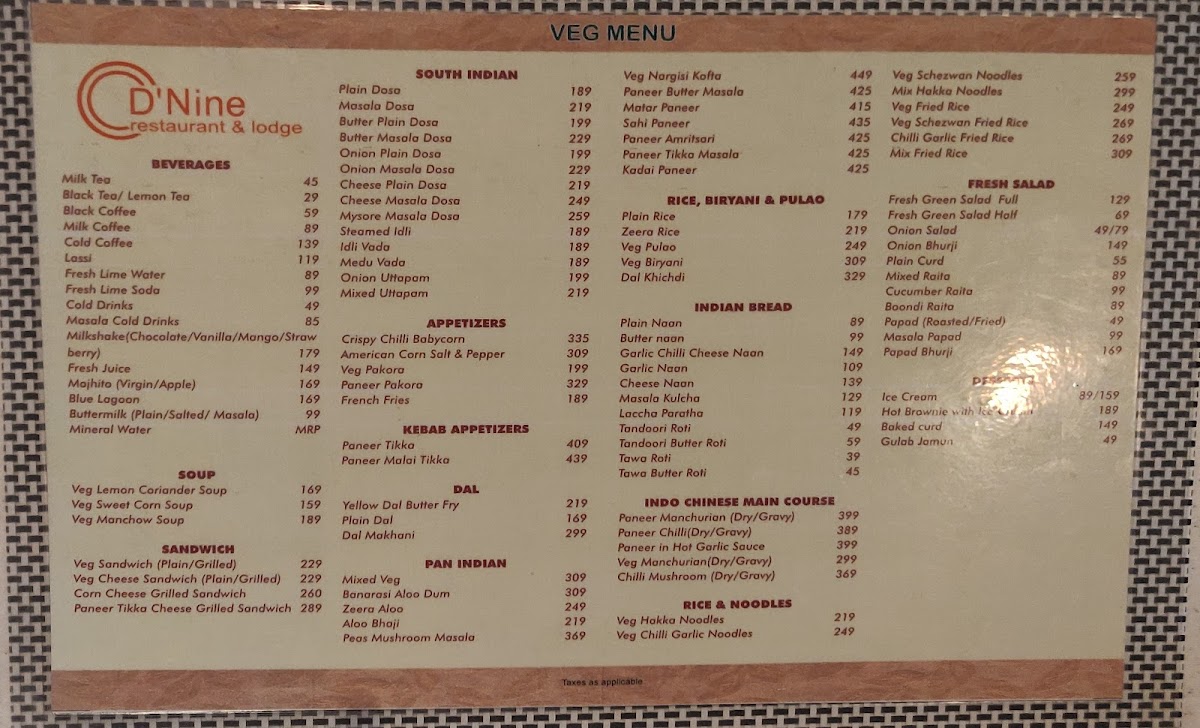 VEG MENU
D'Nine
restaurant & lodge
BEVERAGES
Milk Tea 45
Black Tea/ Lemon Tea 29
Black Coffee 59
Milk Coffee 89
Cold Coffee 139
Lassi 119
Fresh Lime Water 89
Fresh Lime Soda 99
Cold Drinks 49
Masala Cold Drinks 85
Milkshake(Chocolate/Vanilla/Mango/Straw
berry) 179
Fresh Juice 149
Mojhito (Virgin/Apple) 169
Blue Lagoon 169
Buttermilk (Plain/Salted/ Masala) 99
Mineral Water MRP
SOUP
Veg Lemon Coriander Soup 169
Veg Sweet Corn Soup 159
Veg Manchow Soup 189
SANDWICH
Veg Sandwich (Plain/Grilled) 229
Veg Cheese Sandwich (Plain/Grilled) 229
Corn Cheese Grilled Sandwich 260
Paneer Tikka Cheese Grilled Sandwich 289
SOUTH INDIAN
Plain Dosa 189
Masala Dosa 219
Butter Plain Dosa 199
Butter Masala Dosa 229
Onion Plain Dosa 199
Onion Masala Dosa 229
Cheese Plain Dosa 219
Cheese Masala Dosa 249
Mysore Masala Dosa 259
Steamed Idli 189
Idli Vada 189
Medu Vada 189
Onion Uttapam 199
Mixed Uttapam 219
APPETIZERS
Crispy Chilli Babycorn 335
American Corn Salt & Pepper 309
Veg Pakora 199
Paneer Pakora 329
French Fries 189
KEBAB APPETIZERS
Paneer Tikka 409
Paneer Malai Tikka 439
DAL
Yellow Dal Butter Fry 219
Plain Dal 169
Dal Makhani 299
PAN INDIAN
Mixed Veg 309
Banarasi Aloo Dum 309
Zeera Aloo 249
Aloo Bhaji 219
Peas Mushroom Masala 369
Veg Nargisi Kofta 449
Paneer Butter Masala 425
Matar Paneer 415
Sahi Paneer 435
Paneer Amritsari 425
Paneer Tikka Masala 425
Kadai Paneer 425
RICE, BIRYANI & PULAO
Plain Rice 179
Zeera Rice 219
Veg Pulao 249
Veg Biryani 309
Dal Khichdi 329
INDIAN BREAD
Plain Naan 89
Butter naan 99
Garlic Chilli Cheese Naan 149
Garlic Naan 109
Cheese Naan 139
Masala Kulcha 129
Laccha Paratha 119
Tandoori Roti 49
Tandoori Butter Roti 59
Tawa Roti 39
Tawa Butter Roti 45
INDO CHINESE MAIN COURSE
Paneer Manchurian (Dry/Gravy) 399
Paneer Chilli(Dry/Gravy) 389
Paneer in Hot Garlic Sauce 399
Veg Manchurian(Dry/Gravy) 299
Chilli Mushroom (Dry/Gravy) 369
RICE & NOODLES
Veg Hakka Noodles 219
Veg Chilli Garlic Noodles 249
Veg Schezwan Noodles 259
Mix Hakka Noodles 299
Veg Fried Rice 249
Veg Schezwan Fried Rice 269
Chilli Garlic Fried Rice 269
Mix Fried Rice 309
FRESH SALAD
Fresh Green Salad Full 129
Fresh Green Salad Half 69
Onion Salad 49/79
Onion Bhurji 149
Plain Curd 55
Mixed Raita 89
Cucumber Raita 99
Boondi Raita 89
Papad (Roasted/Fried) 49
Masala Papad 99
Papad Bhurji 169
Ice Cream 89/159
Hot Brownie with Ice Cream 189
Baked curd 149
Gulab Jamun 49
Taxes as applicable